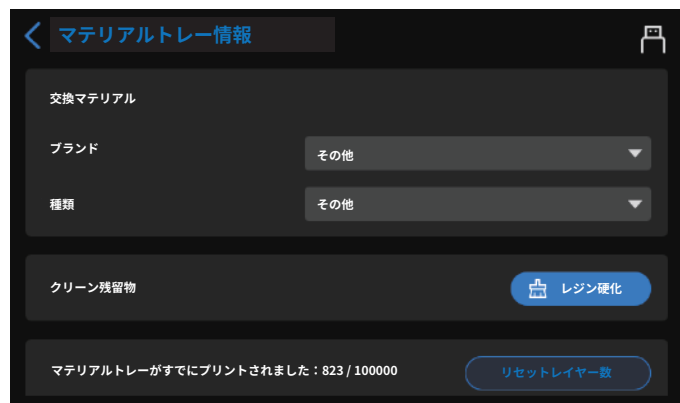 マテリアルトレー情報
交換マテリアル
ブランド その他
種類 その他
クリーン残留物 レジン硬化
マテリアルトレーがすでにプリントされました：823 / 100000 リセットレイヤー数